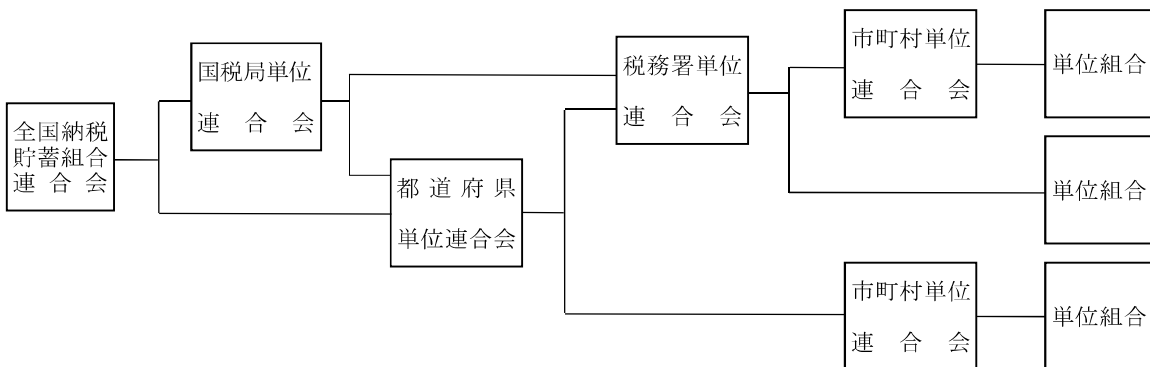 全国納税
貯蓄組合
連合会
国税局単位
連合会
都道府県
単位連合会
税務署単位
連合会
市町村単位
連合会
単位組合
単位組合
市町村単位
連合会
単位組合